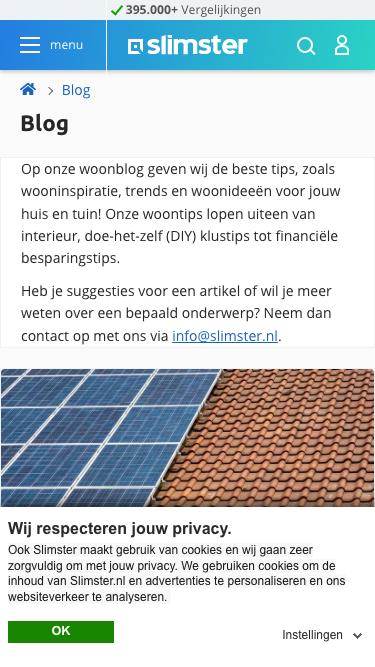 395.000+ Vergelijkingen
menu
slimster
Blog
Blog
Op onze woonblog geven wij de beste tips, zoals
wooninspiratie, trends en woonideeën voor jouw
huis en tuin! Onze woontips lopen uiteen van
interieur, doe-het-zelf (DIY) klustips tot financiële
besparingstips.
Heb je suggesties voor een artikel of wil je meer
weten over een bepaald onderwerp? Neem dan
contact op met ons via info@slimster.nl.
Wij respecteren jouw privacy.
Ook Slimster maakt gebruik van cookies en wij gaan zeer
zorgvuldig om met jouw privacy. We gebruiken cookies om de
inhoud van Slimster.nl en advertenties te personaliseren en ons
websiteverkeer te analyseren.
OK
Instellingen